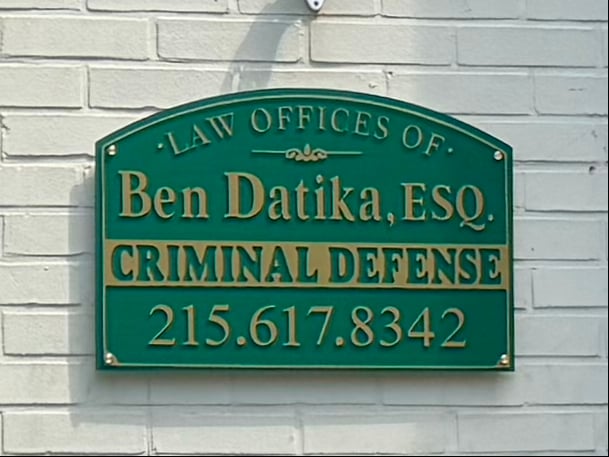 ·LAW OFFICES OF·
Ben Datika, ESQ.
CRIMINAL DEFENSE
215.617.8342